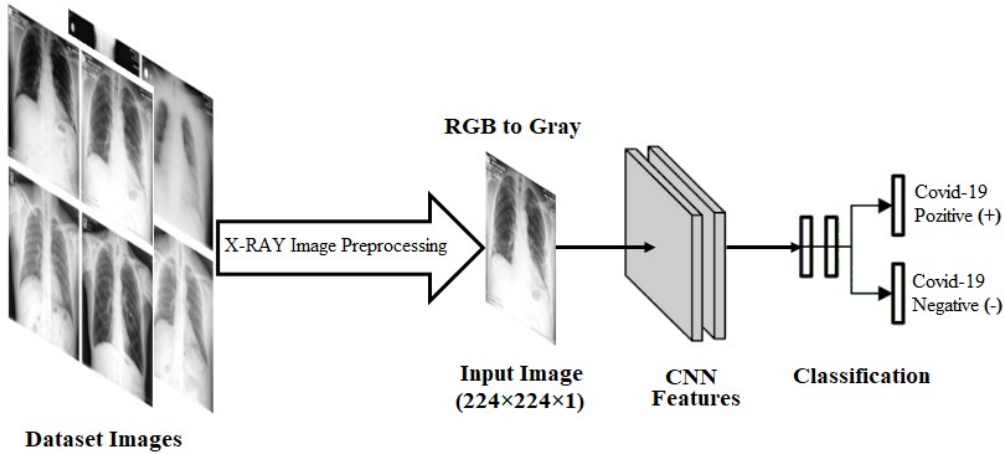 RGB to Gray
X-RAY Image Preprocessing
Covid-19
Pozitive (+)
Covid-19
Negative (-)
Input Image
(224×224×1)
CNN
Features
Classification
Dataset Images